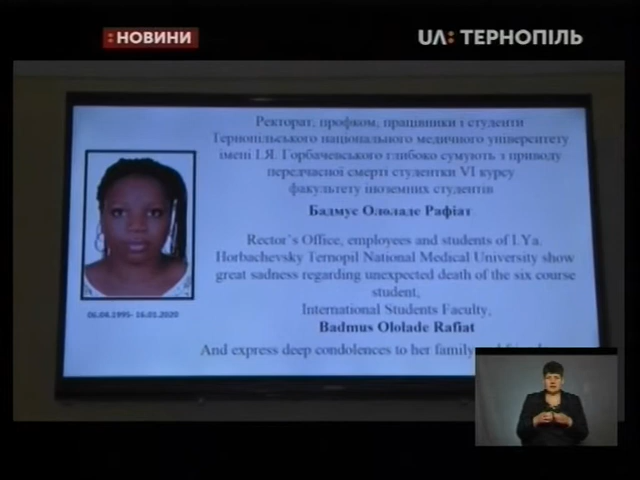 :НОВИНИ
UA: ТЕРНОПІЛЬ
Ректорат, профком, працівники і студенти
Тернопільського національного медичного університету
імені І.Я. Горбачевського глибоко сумують з приводу
передчасної смерті студентки VI курсу
факультету іноземних студентів
Бадмус Ололаде Рафіат
Rector`s Office, employees and students of I.Ya.
Horbachevsky Ternopil National Medical University show
great sadness regarding unexpected death of the six course
student,
International Students Faculty,
Badmus Ololade Rafiat
And express deep condolences to her family
06.04.1995- 16.01.2020